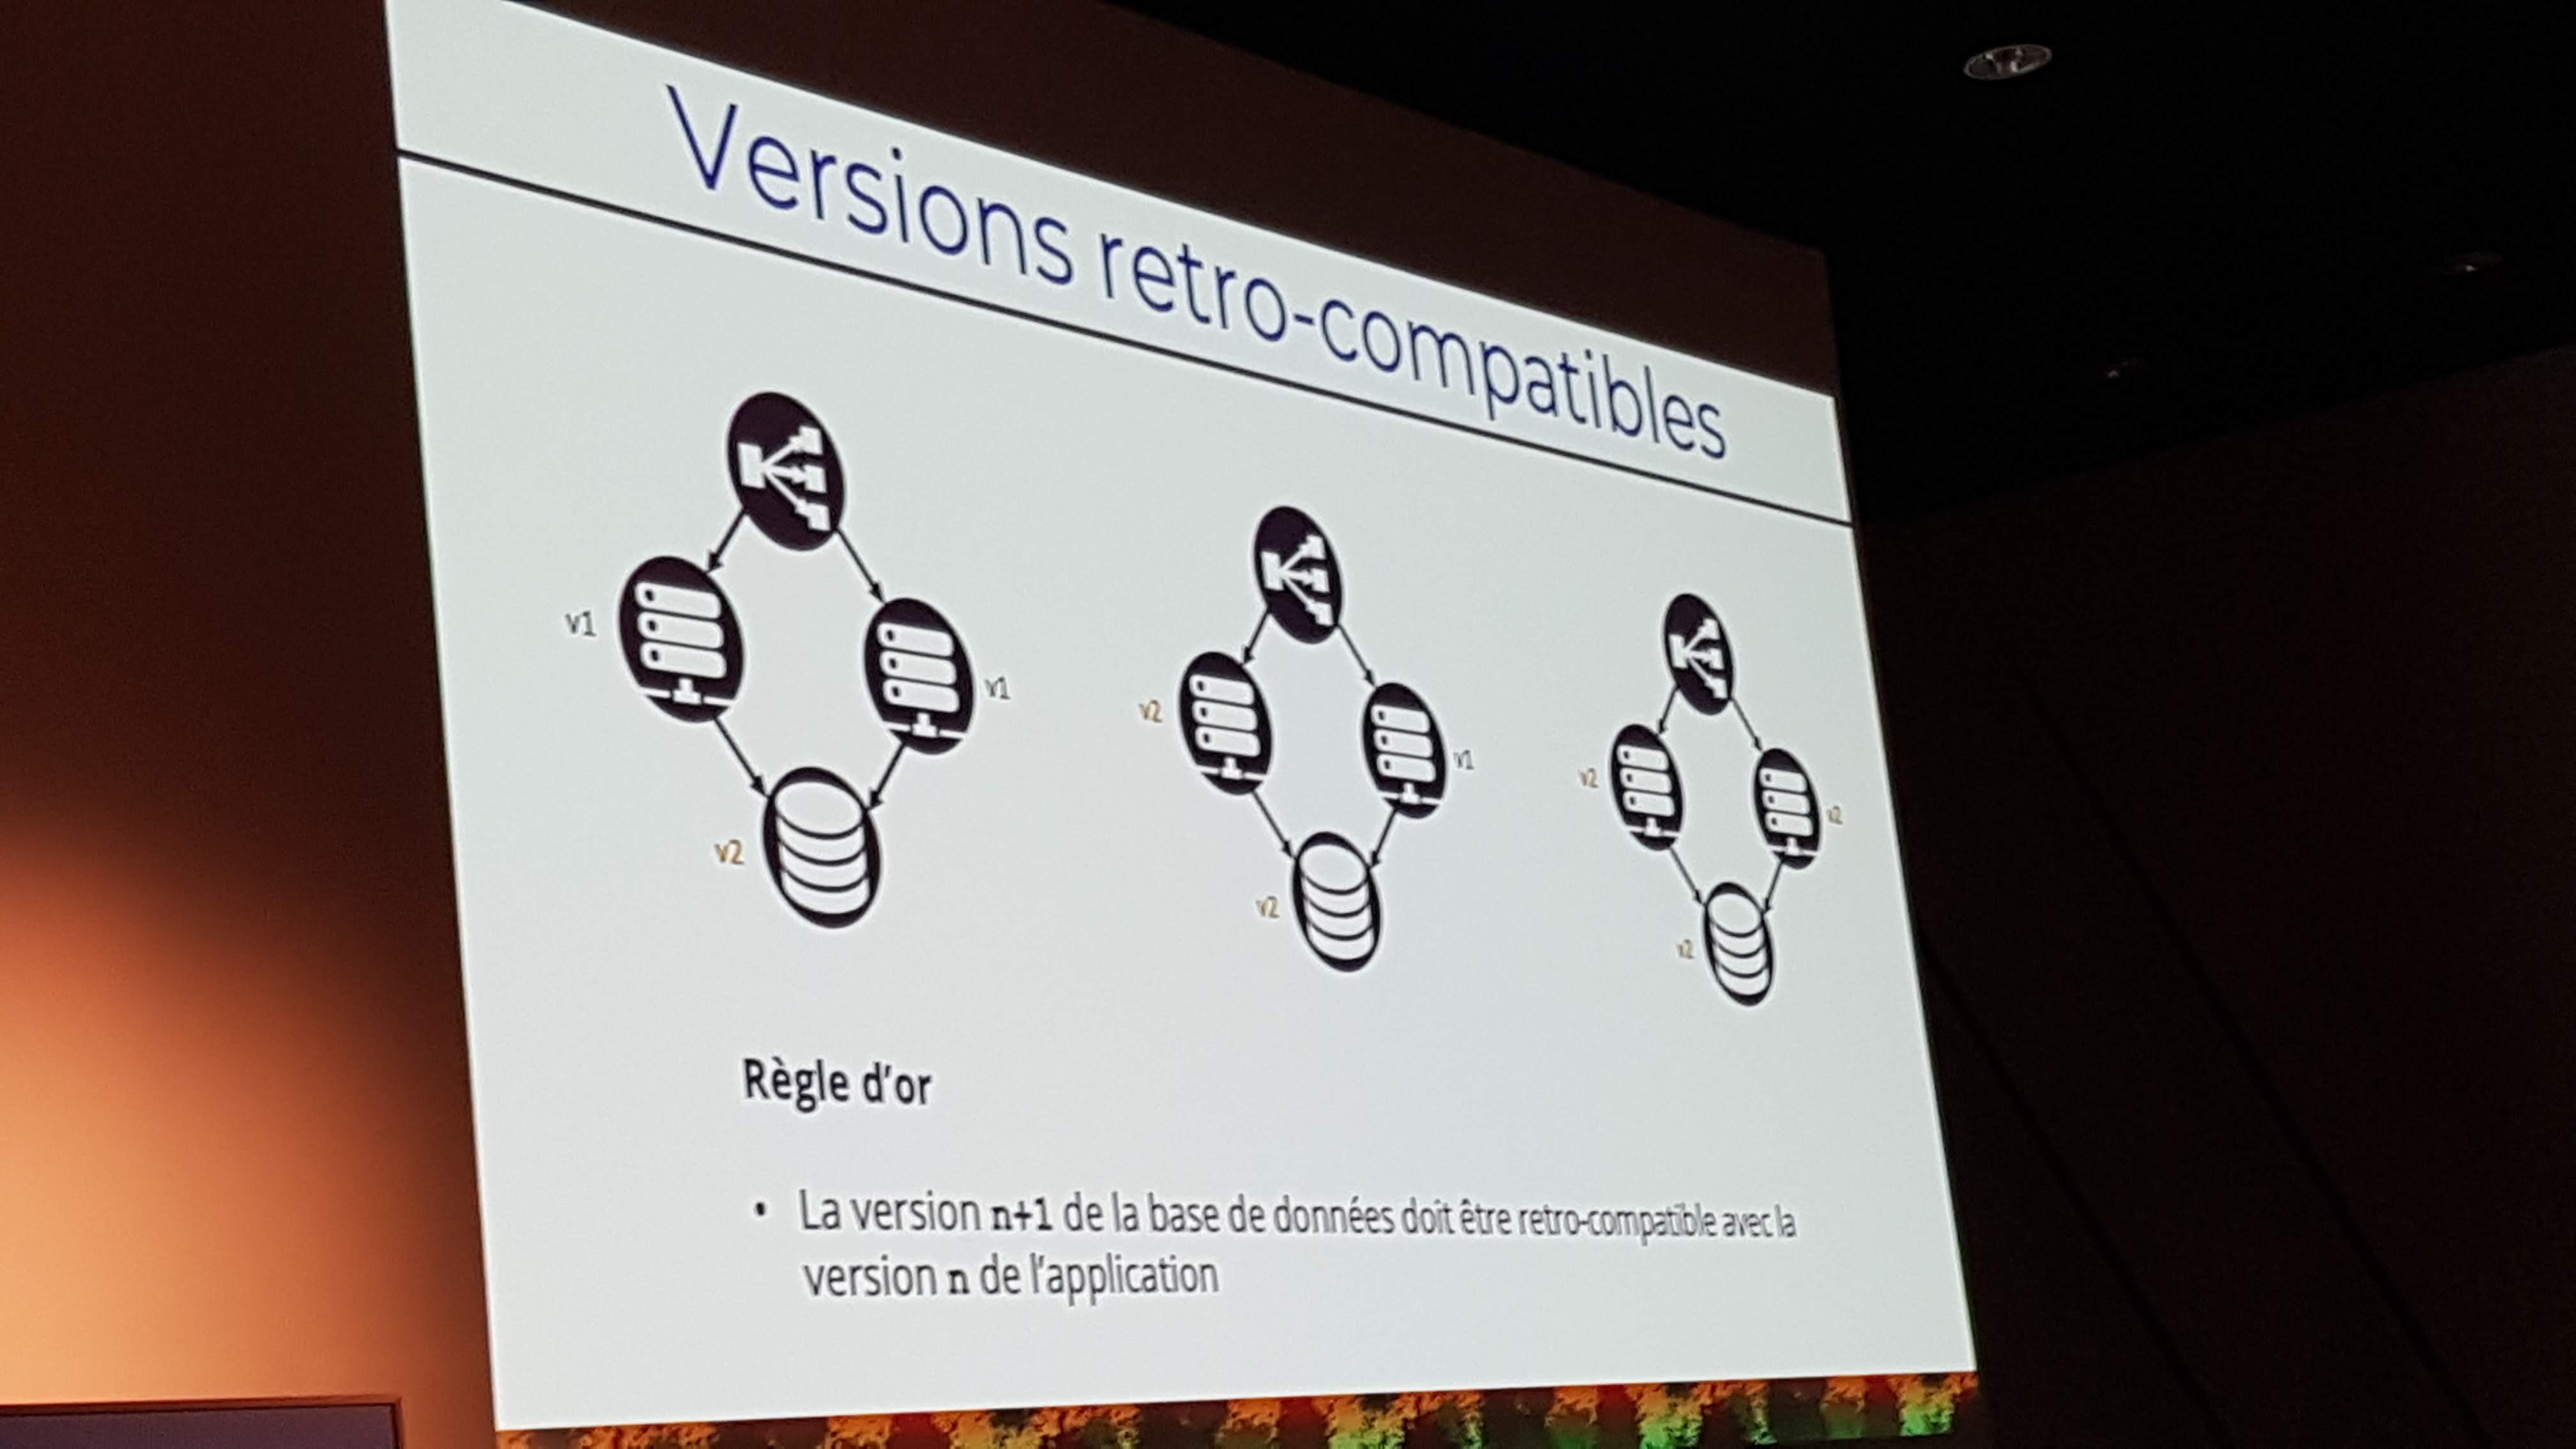 Versions retro-compatibles
v1
v1
v2
v2
v1
v2
v2
v2
v2
Règle d'or
• La version n+1 de la base de données doit être retro-compatible avec la
version n de l'application